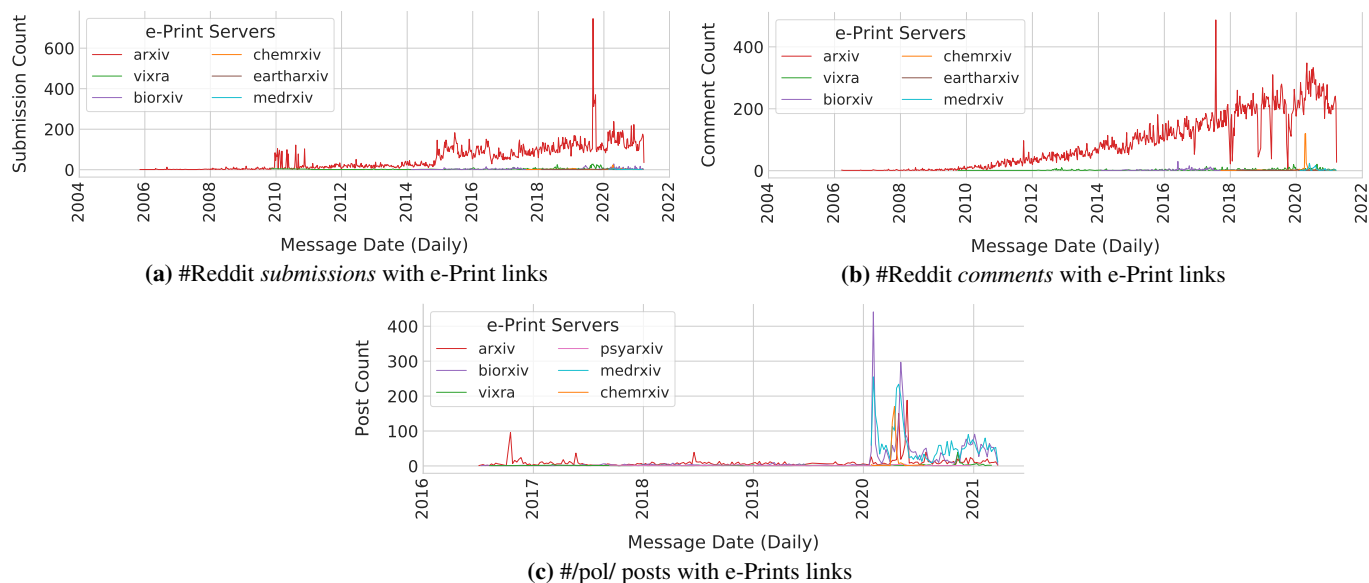 e-Print Servers
arxiv
vixra
biorxiv
chemrxiv
eartharxiv
medrxiv
Submission Count
600
400
200
0
2004
2006
2008
2010
2012
2014
2016
2018
2020
2022
Message Date (Daily)
(a) #Reddit submissions with e-Print links
e-Print Servers
arxiv
vixra
biorxiv
chemrxiv
eartharxiv
medrxiv
Comment Count
400
200
0
2004
2006
2008
2010
2012
2014
2016
2018
2020
2022
Message Date (Daily)
(b) #Reddit comments with e-Print links
e-Print Servers
arxiv
biorxiv
vixra
psyarxiv
medrxiv
chemrxiv
Post Count
400
300
200
100
0
2016
2017
2018
2019
2020
2021
Message Date (Daily)
(c) #/pol/ posts with e-Prints links